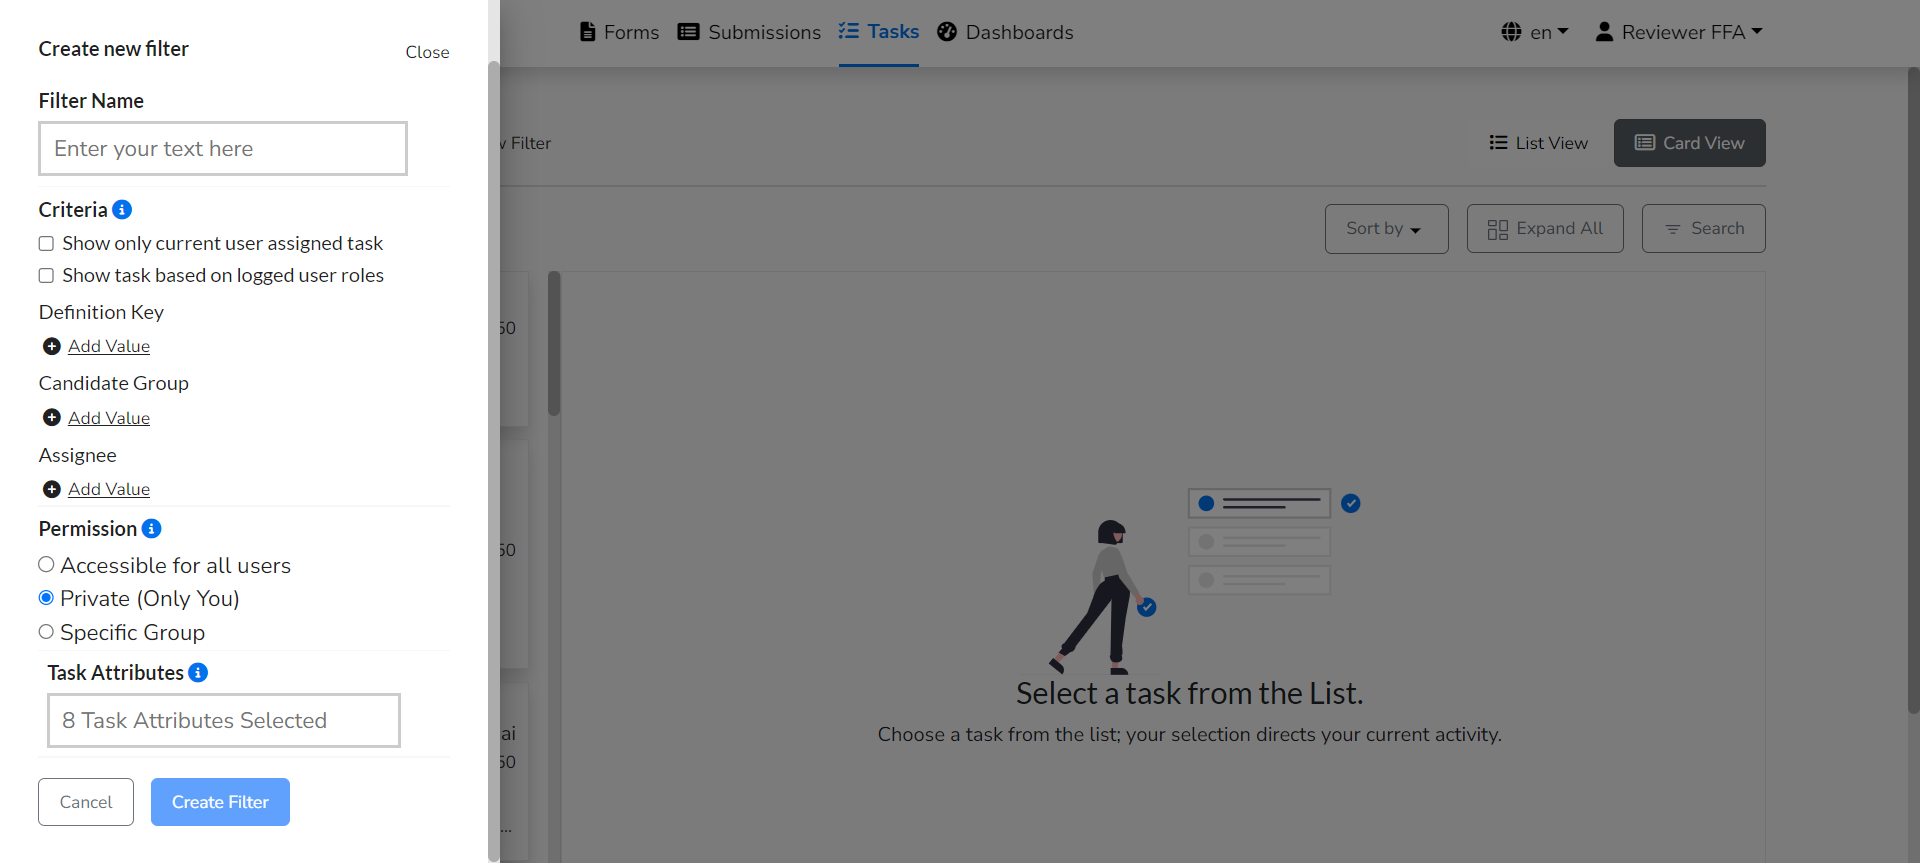 Create new filter
Close
Filter Name
Enter your text here
Criteria
Show only current user assigned task
Show task based on logged user roles
Definition Key
Add Value
Candidate Group
Add Value
Assignee
Add Value
Permission
Accessible for all users
Private (Only You)
Specific Group
Task Attributes
8 Task Attributes Selected
Cancel
Create Filter
Forms
Submissions
Tasks
Dashboards
en
Reviewer FFA
Filter
List View
Card View
Sort by
Expand All
Search
Select a task from the List.
Choose a task from the list; your selection directs your current activity.